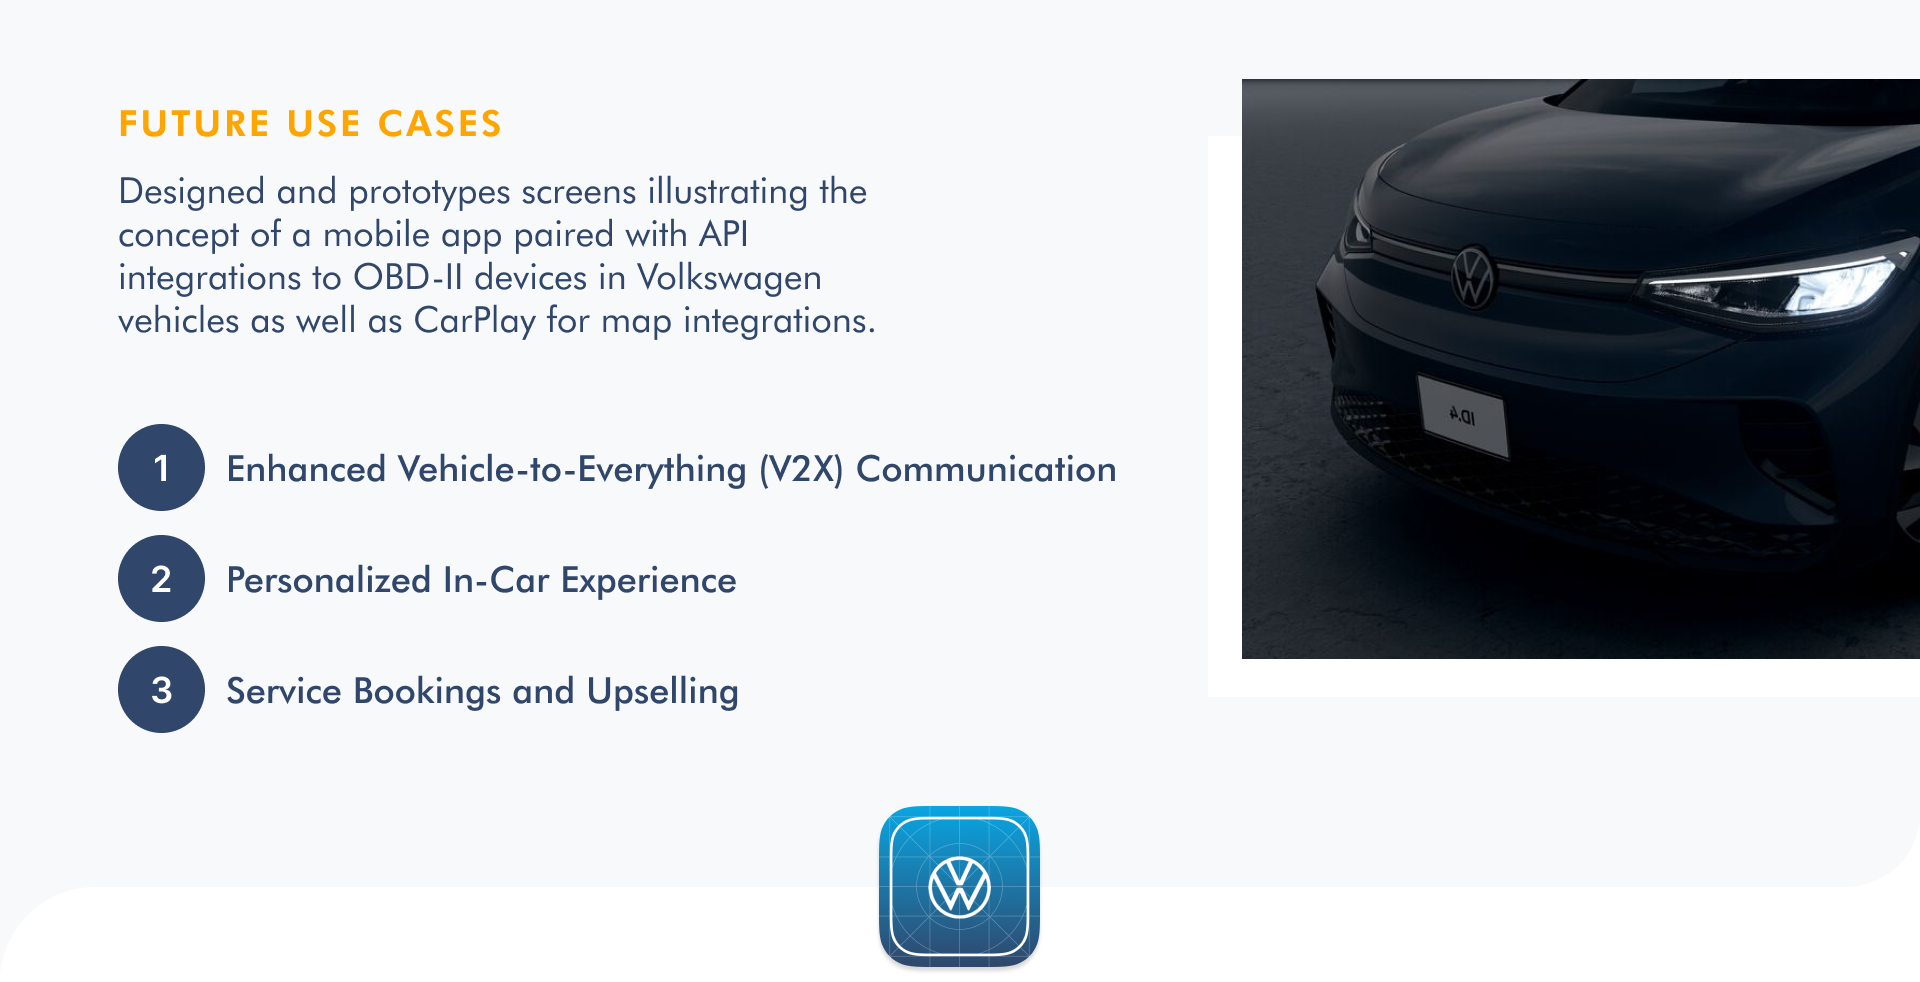 FUTURE USE CASES
Designed and prototypes screens illustrating the
concept of a mobile app paired with API
integrations to OBD-II devices in Volkswagen
vehicles as well as CarPlay for map integrations.
1 Enhanced Vehicle-to-Everything (V2X) Communication
2 Personalized In-Car Experience
3 Service Bookings and Upselling
ID.4